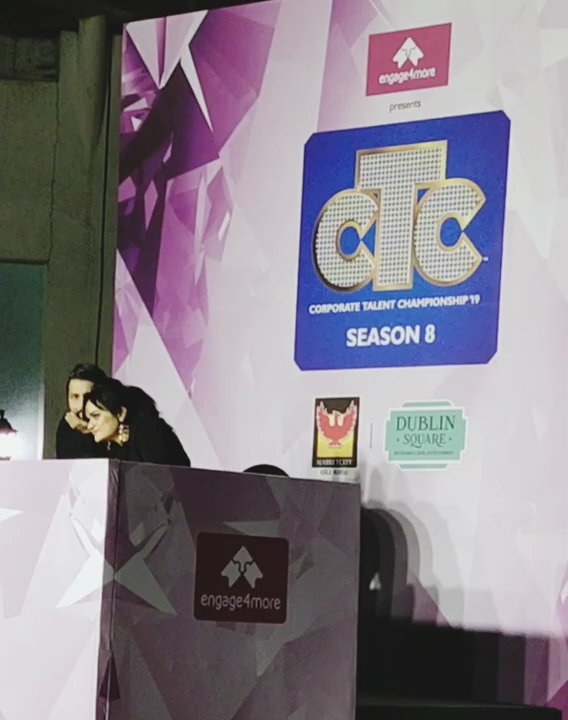 engage4more
presents
CTC
CORPORATE TALENT CHAMPIONSHIP '19
SEASON 8
DUBLIN
SQUARE
engage4more